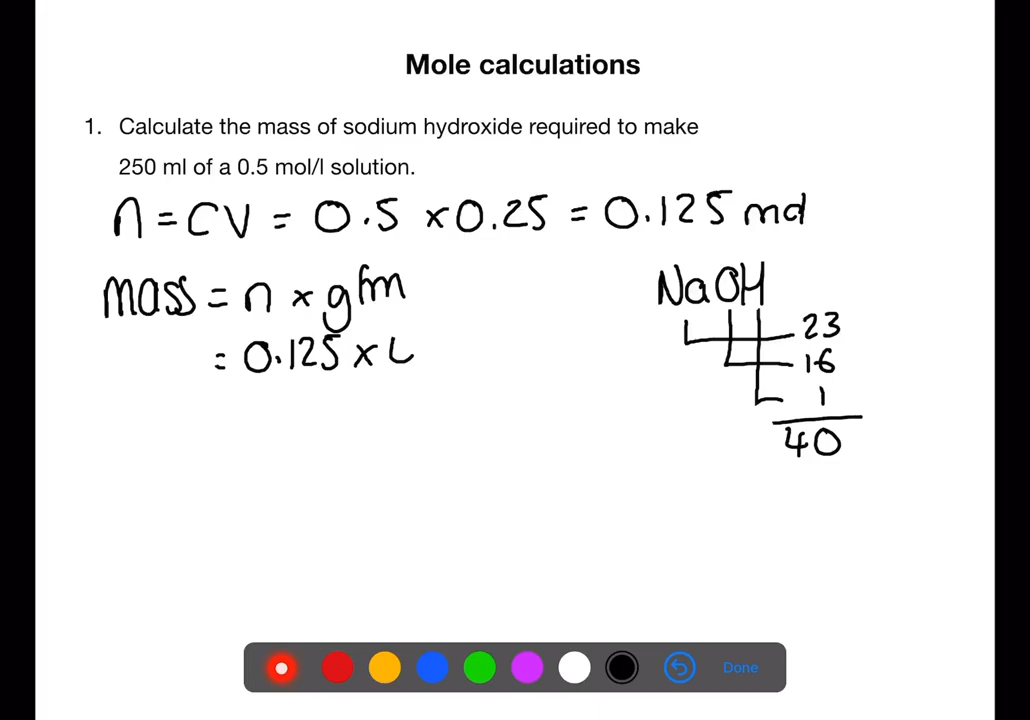 Mole calculations
1. Calculate the mass of sodium hydroxide required to make
250 ml of a 0.5 mol/l solution.
n = CV = 0.5 × 0.25 = 0.125 mol
mass = n × gfm
= 0.125 ×
NaOH
23
16
1
40
Done